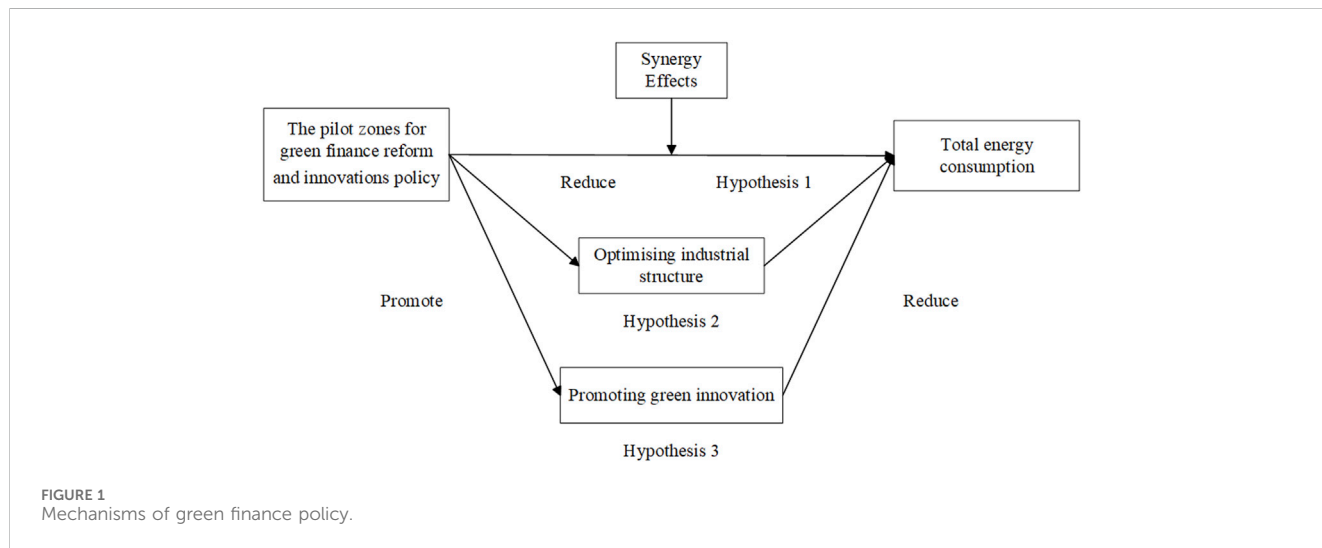 Synergy
Effects
The pilot zones for
green finance reform
and innovations policy
Total energy
consumption
Reduce
Hypothesis 1
Optimising industrial
structure
Promote
Hypothesis 2
Reduce
Promoting green innovation
Hypothesis 3
FIGURE 1
Mechanisms of green finance policy.